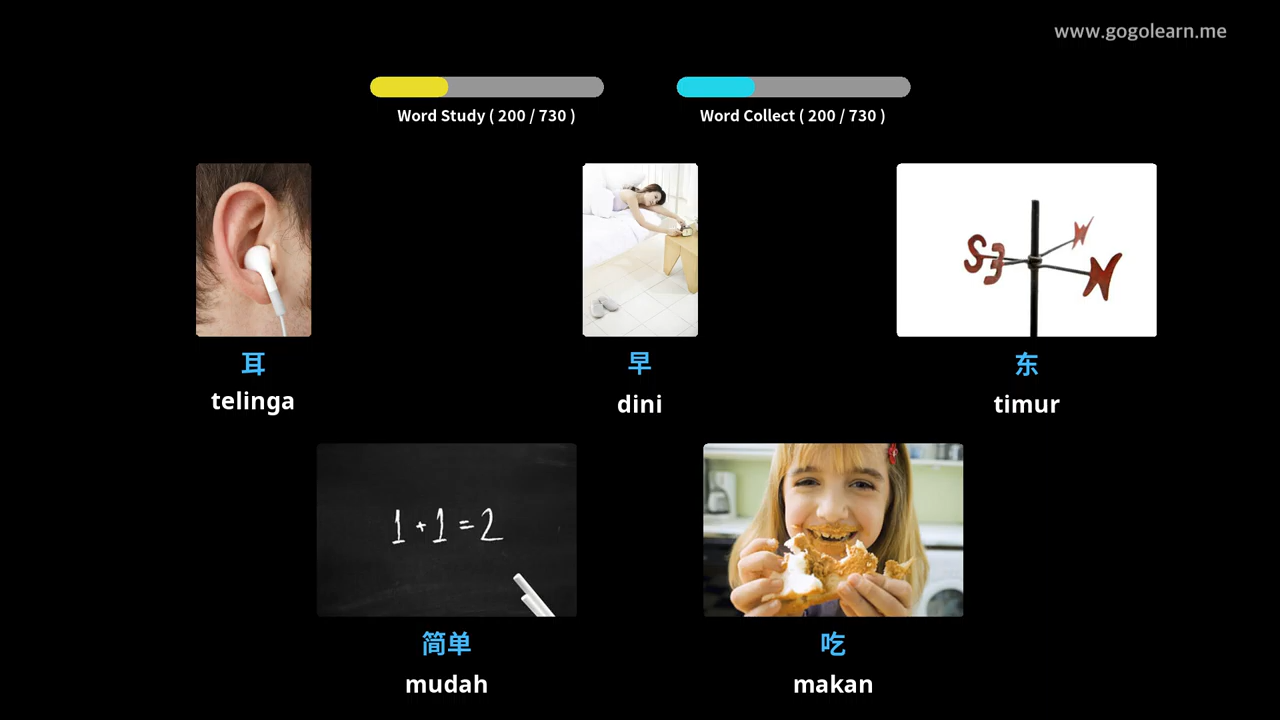 www.gogolearn.me
Word Study ( 200 / 730 )
Word Collect ( 200 / 730 )
S E N W
耳
telinga
早
dini
东
timur
1 + 1 = 2
简单
mudah
吃
makan